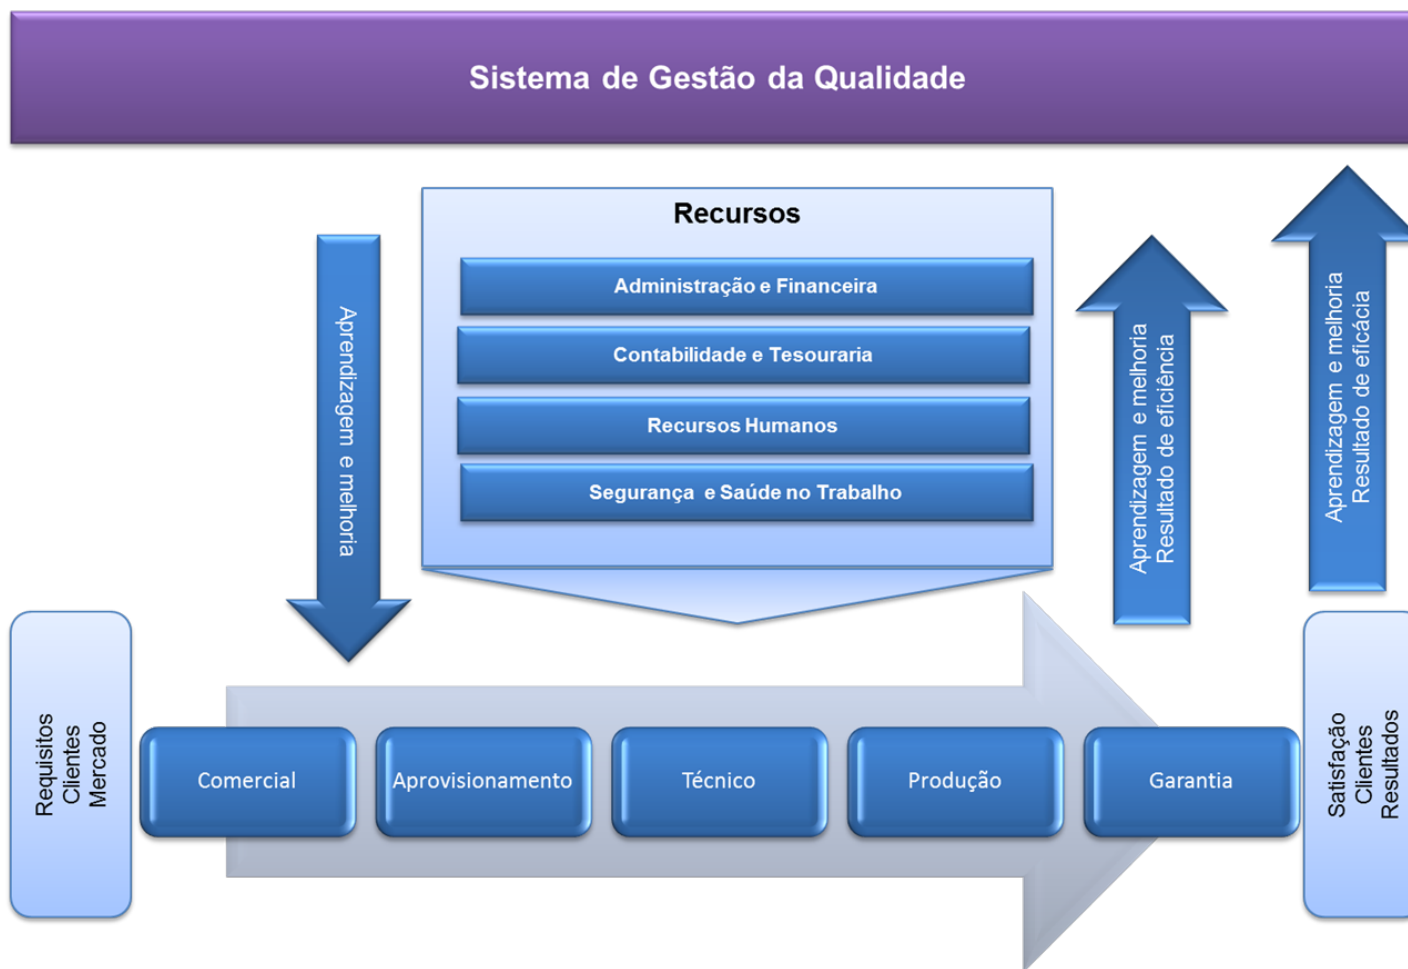 Sistema de Gestão da Qualidade
Recursos
Administração e Financeira
Contabilidade e Tesouraria
Recursos Humanos
Segurança e Saúde no Trabalho
Aprendizagem e melhoria
Aprendizagem e melhoria
Resultado de eficiência
Aprendizagem e melhoria
Resultado de eficácia
Requisitos
Clientes
Mercado
Comercial
Aprovisionamento
Técnico
Produção
Garantia
Satisfação
Clientes
Resultados